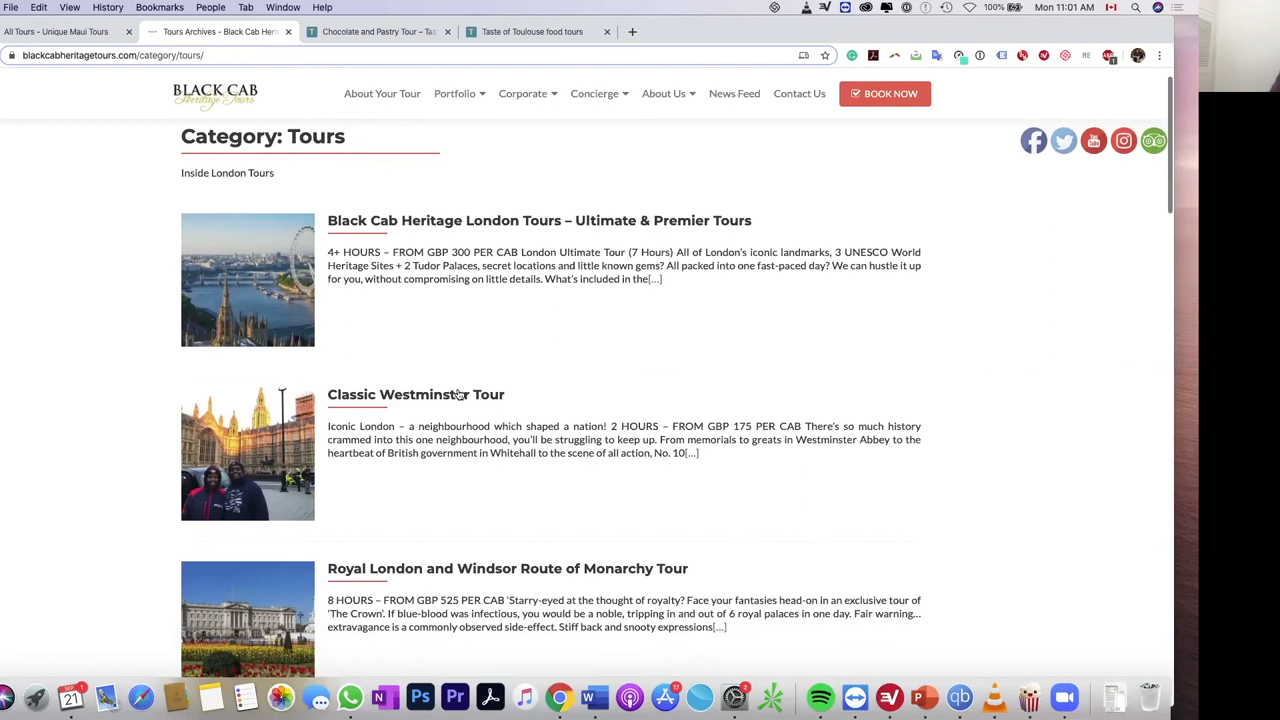 File Edit View History Bookmarks People Tab Window Help 100% Mon 11:01 AM
All Tours - Unique Maui Tours × Tours Archives - Black Cab Heri × Chocolate and Pastry Tour – Tas × Taste of Toulouse food tours × +
blackcabheritagetours.com/category/tours/
BLACK CAB
Heritage Tours
About Your Tour Portfolio Corporate Concierge About Us News Feed Contact Us BOOK NOW
Category: Tours
Inside London Tours
Black Cab Heritage London Tours – Ultimate & Premier Tours
4+ HOURS – FROM GBP 300 PER CAB London Ultimate Tour (7 Hours) All of London's iconic landmarks, 3 UNESCO World
Heritage Sites + 2 Tudor Palaces, secret locations and little known gems? All packed into one fast-paced day? We can hustle it up
for you, without compromising on little details. What's included in the[...]
Classic Westminster Tour
Iconic London – a neighbourhood which shaped a nation! 2 HOURS – FROM GBP 175 PER CAB There's so much history
crammed into this one neighbourhood, you'll be struggling to keep up. From memorials to greats in Westminster Abbey to the
heartbeat of British government in Whitehall to the scene of all action, No. 10[...]
Royal London and Windsor Route of Monarchy Tour
8 HOURS – FROM GBP 525 PER CAB 'Starry-eyed at the thought of royalty? Face your fantasies head-on in an exclusive tour of
'The Crown'. If blue-blood was infectious, you would be a noble, tripping in and out of 6 royal palaces in one day. Fair warning...
extravagance is a commonly observed side-effect. Stiff back and snooty expressions[...]
SEP 21
Ps Pr
17
2
qb